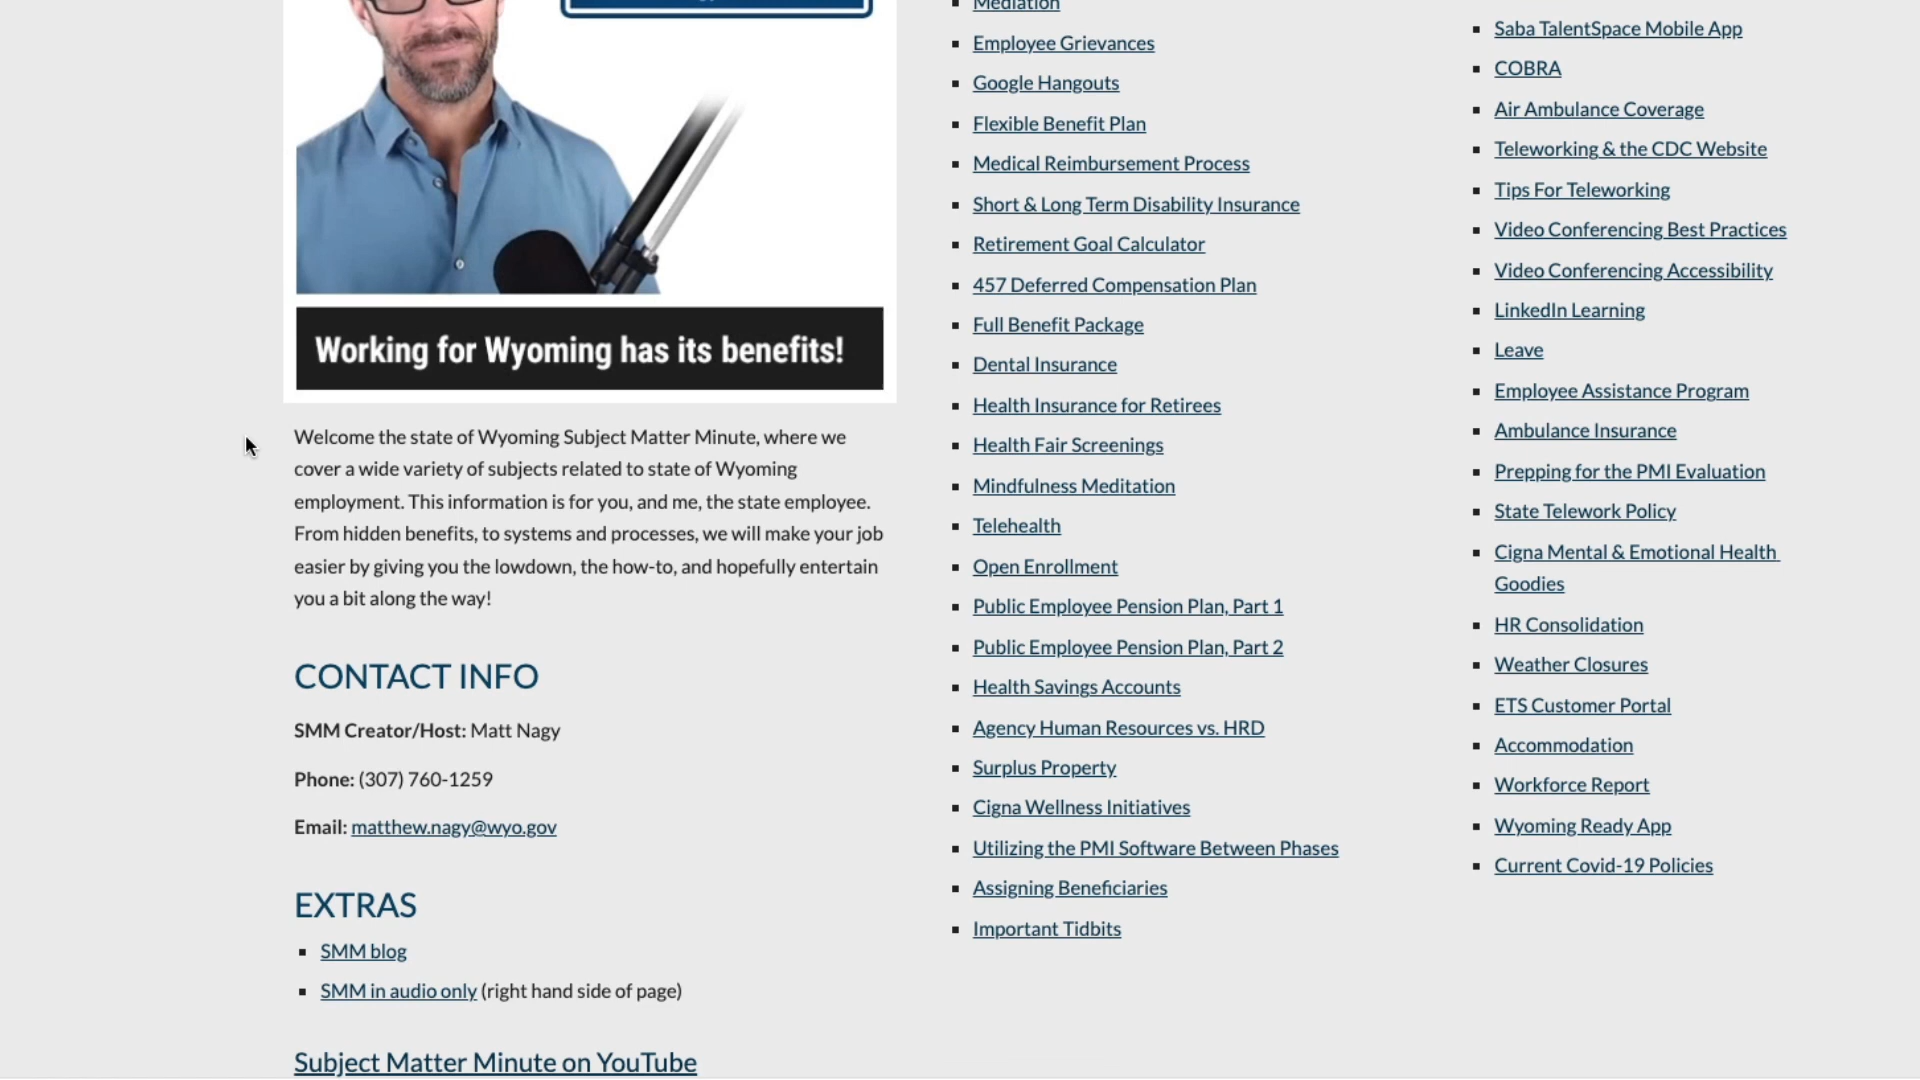 Working for Wyoming has its benefits!
Welcome the state of Wyoming Subject Matter Minute, where we
cover a wide variety of subjects related to state of Wyoming
employment. This information is for you, and me, the state employee.
From hidden benefits, to systems and processes, we will make your job
easier by giving you the lowdown, the how-to, and hopefully entertain
you a bit along the way!
CONTACT INFO
SMM Creator/Host: Matt Nagy
Phone: (307) 760-1259
Email: matthew.nagy@wyo.gov
EXTRAS
SMM blog
SMM in audio only (right hand side of page)
Subject Matter Minute on YouTube
Mediation
Employee Grievances
Google Hangouts
Flexible Benefit Plan
Medical Reimbursement Process
Short & Long Term Disability Insurance
Retirement Goal Calculator
457 Deferred Compensation Plan
Full Benefit Package
Dental Insurance
Health Insurance for Retirees
Health Fair Screenings
Mindfulness Meditation
Telehealth
Open Enrollment
Public Employee Pension Plan, Part 1
Public Employee Pension Plan, Part 2
Health Savings Accounts
Agency Human Resources vs. HRD
Surplus Property
Cigna Wellness Initiatives
Utilizing the PMI Software Between Phases
Assigning Beneficiaries
Important Tidbits
Saba TalentSpace Mobile App
COBRA
Air Ambulance Coverage
Teleworking & the CDC Website
Tips For Teleworking
Video Conferencing Best Practices
Video Conferencing Accessibility
LinkedIn Learning
Leave
Employee Assistance Program
Ambulance Insurance
Prepping for the PMI Evaluation
State Telework Policy
Cigna Mental & Emotional Health
Goodies
HR Consolidation
Weather Closures
ETS Customer Portal
Accommodation
Workforce Report
Wyoming Ready App
Current Covid-19 Policies